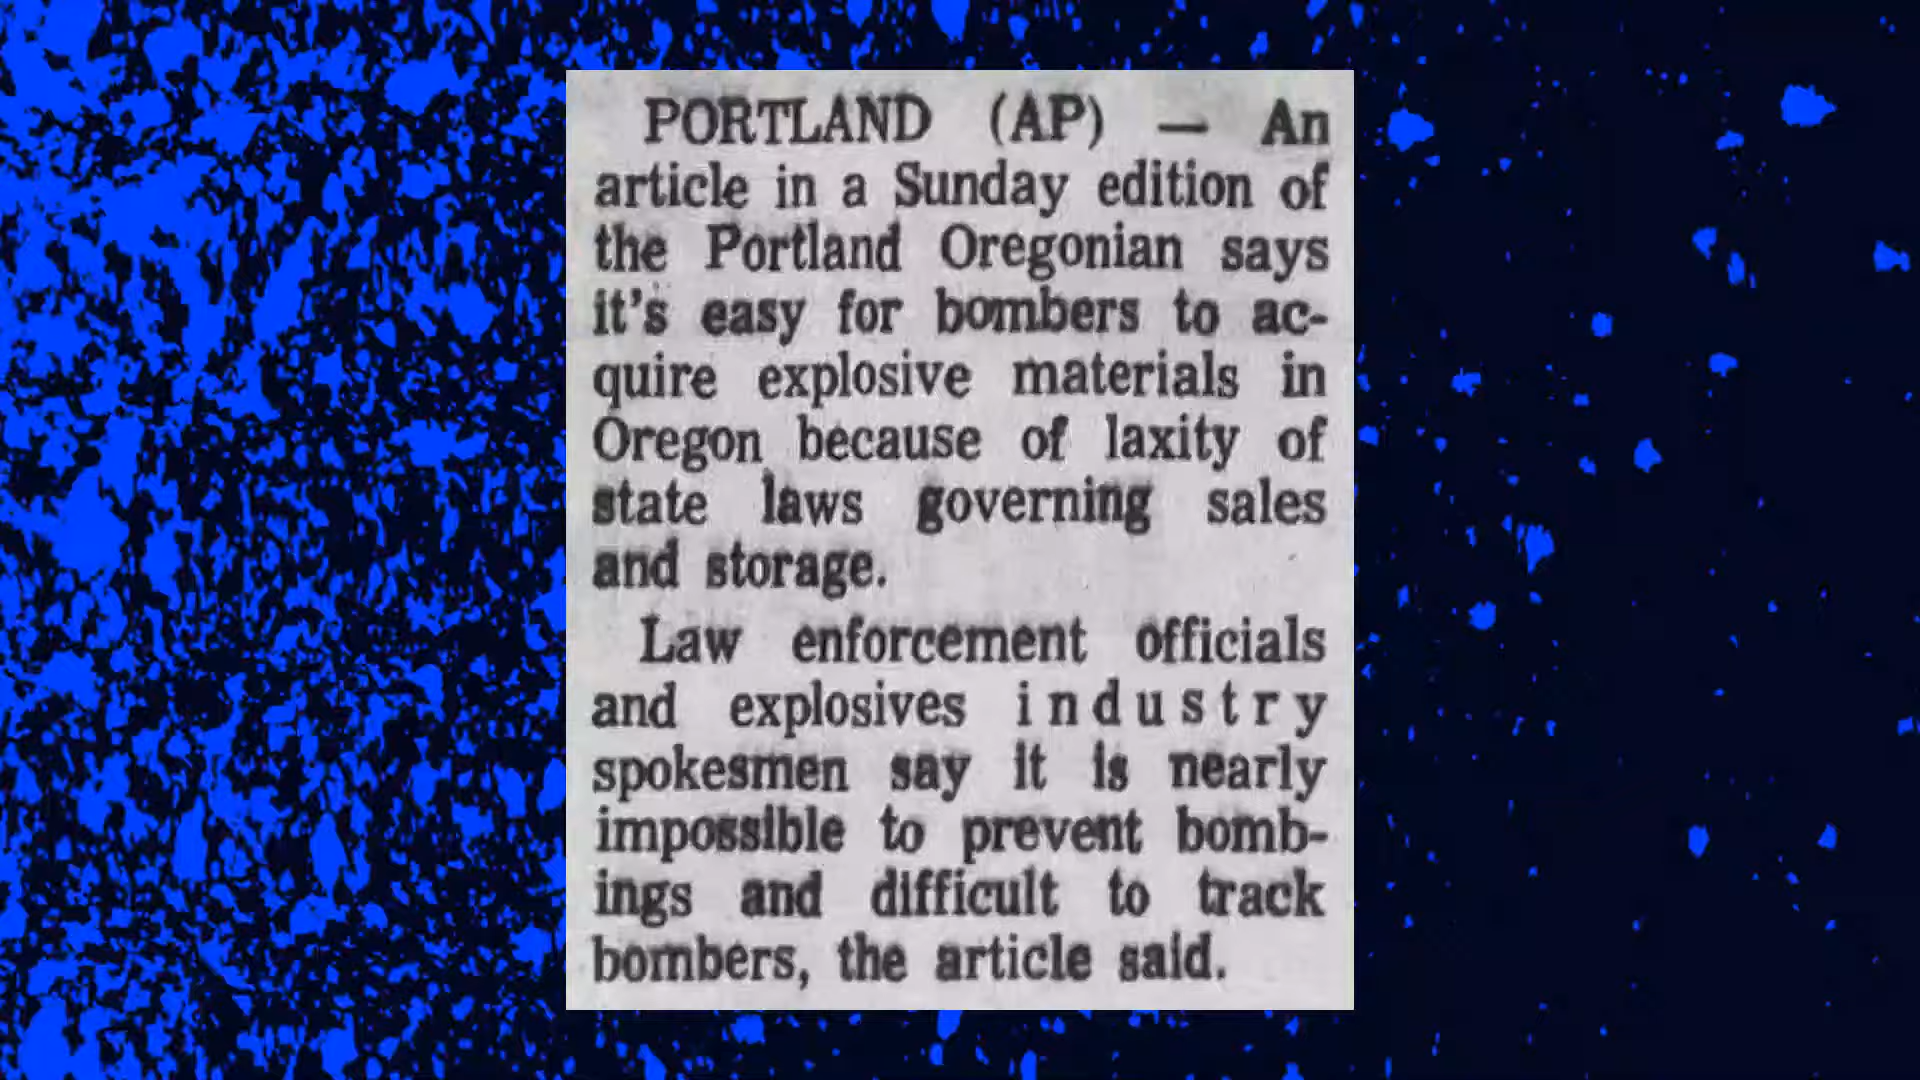 PORTLAND (AP) — An
article in a Sunday edition of
the Portland Oregonian says
it's easy for bombers to ac-
quire explosive materials in
Oregon because of laxity of
state laws governing sales
and storage.
Law enforcement officials
and explosives industry
spokesmen say it is nearly
impossible to prevent bomb-
ings and difficult to track
bombers, the article said.